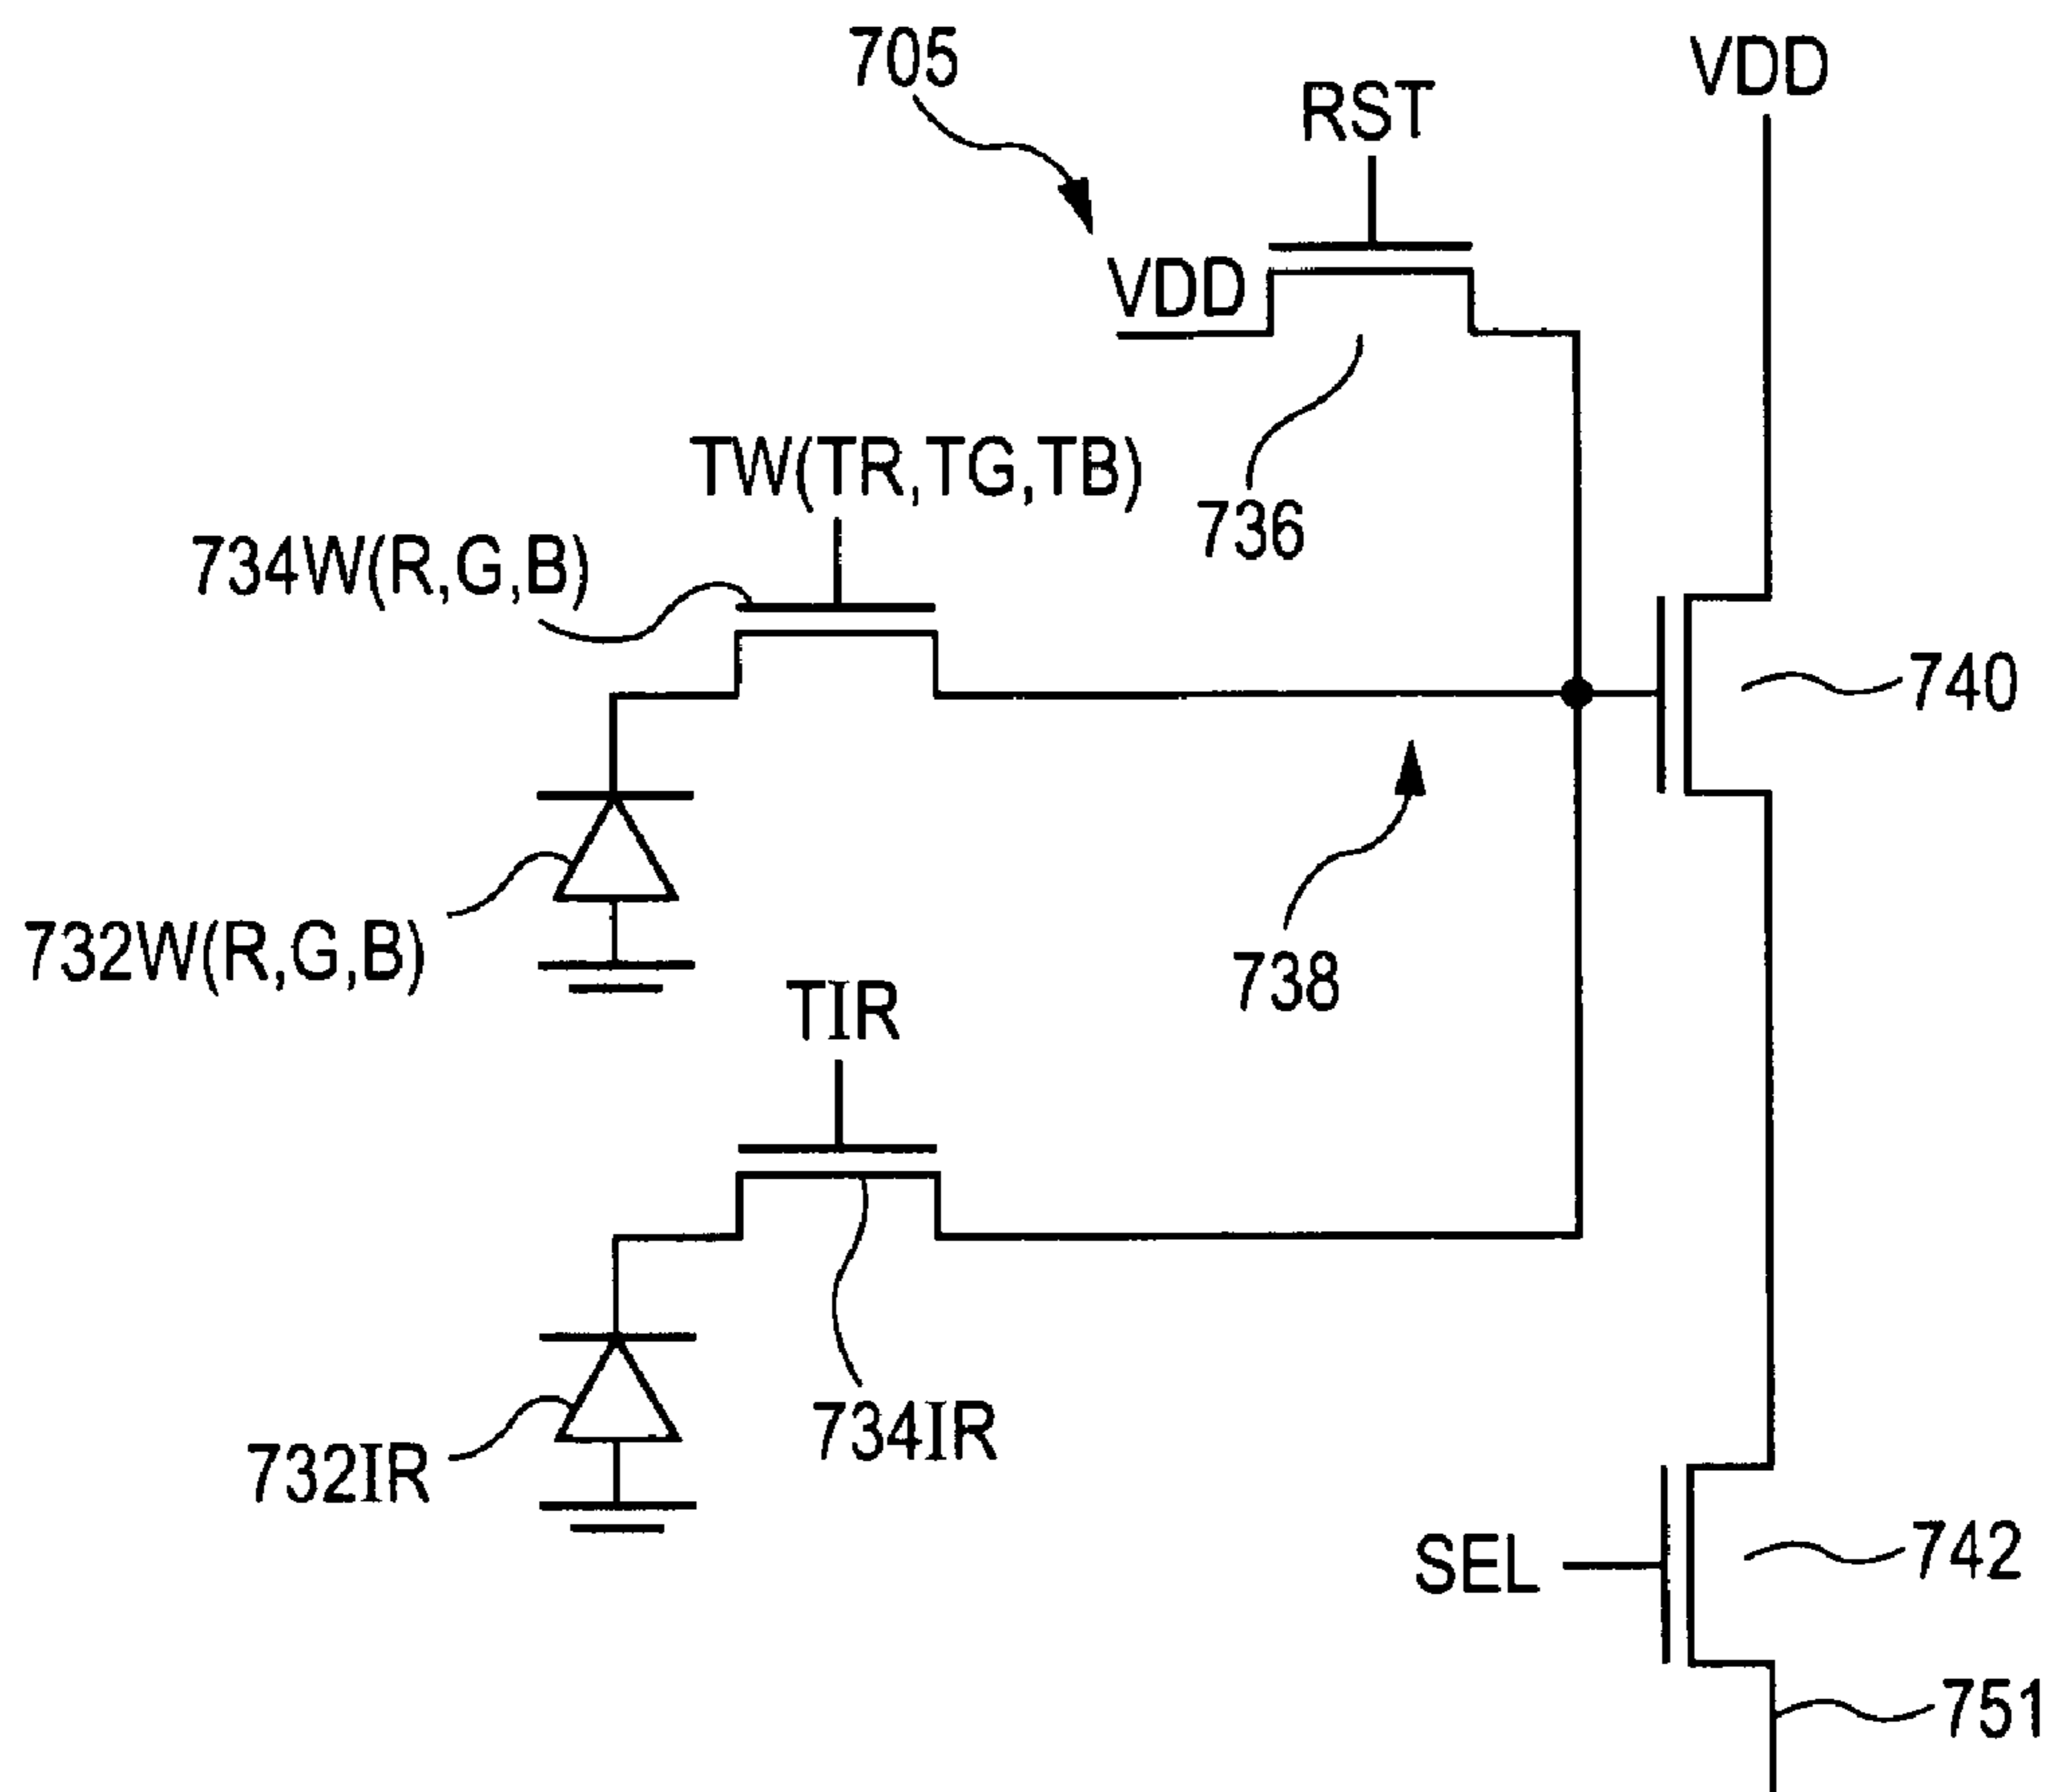 705
VDD
RST
VDD
TW(TR,TG,TB)
736
734W(R,G,B)
740
732W(R,G,B)
738
TIR
734IR
732IR
SEL
742
751